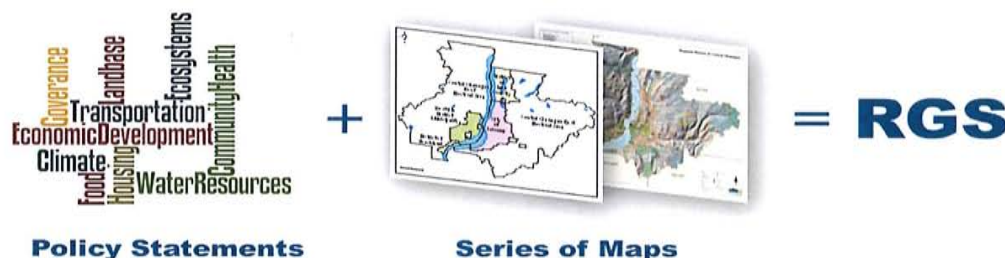 Governance
Landbase
Ecosystems
CommunityHealth
Transportation
EconomicDevelopment
Climate
Food
Housing
WaterResources
+
= RGS
Policy Statements
Series of Maps